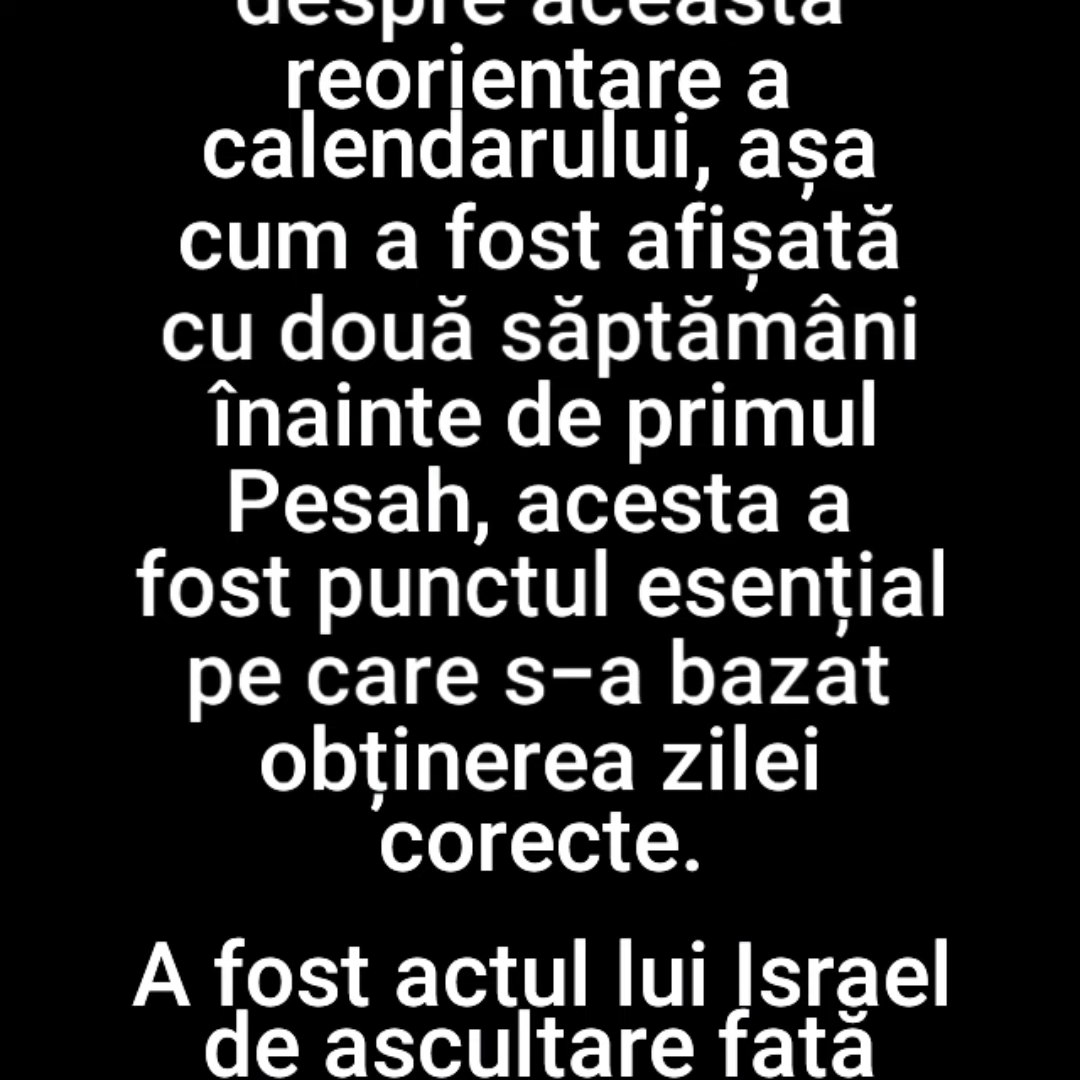 despre această
reorientare a
calendarului, așa
cum a fost afișată
cu două săptămâni
înainte de primul
Pesah, acesta a
fost punctul esențial
pe care s–a bazat
obținerea zilei
corecte.
A fost actul lui Israel
de ascultare față